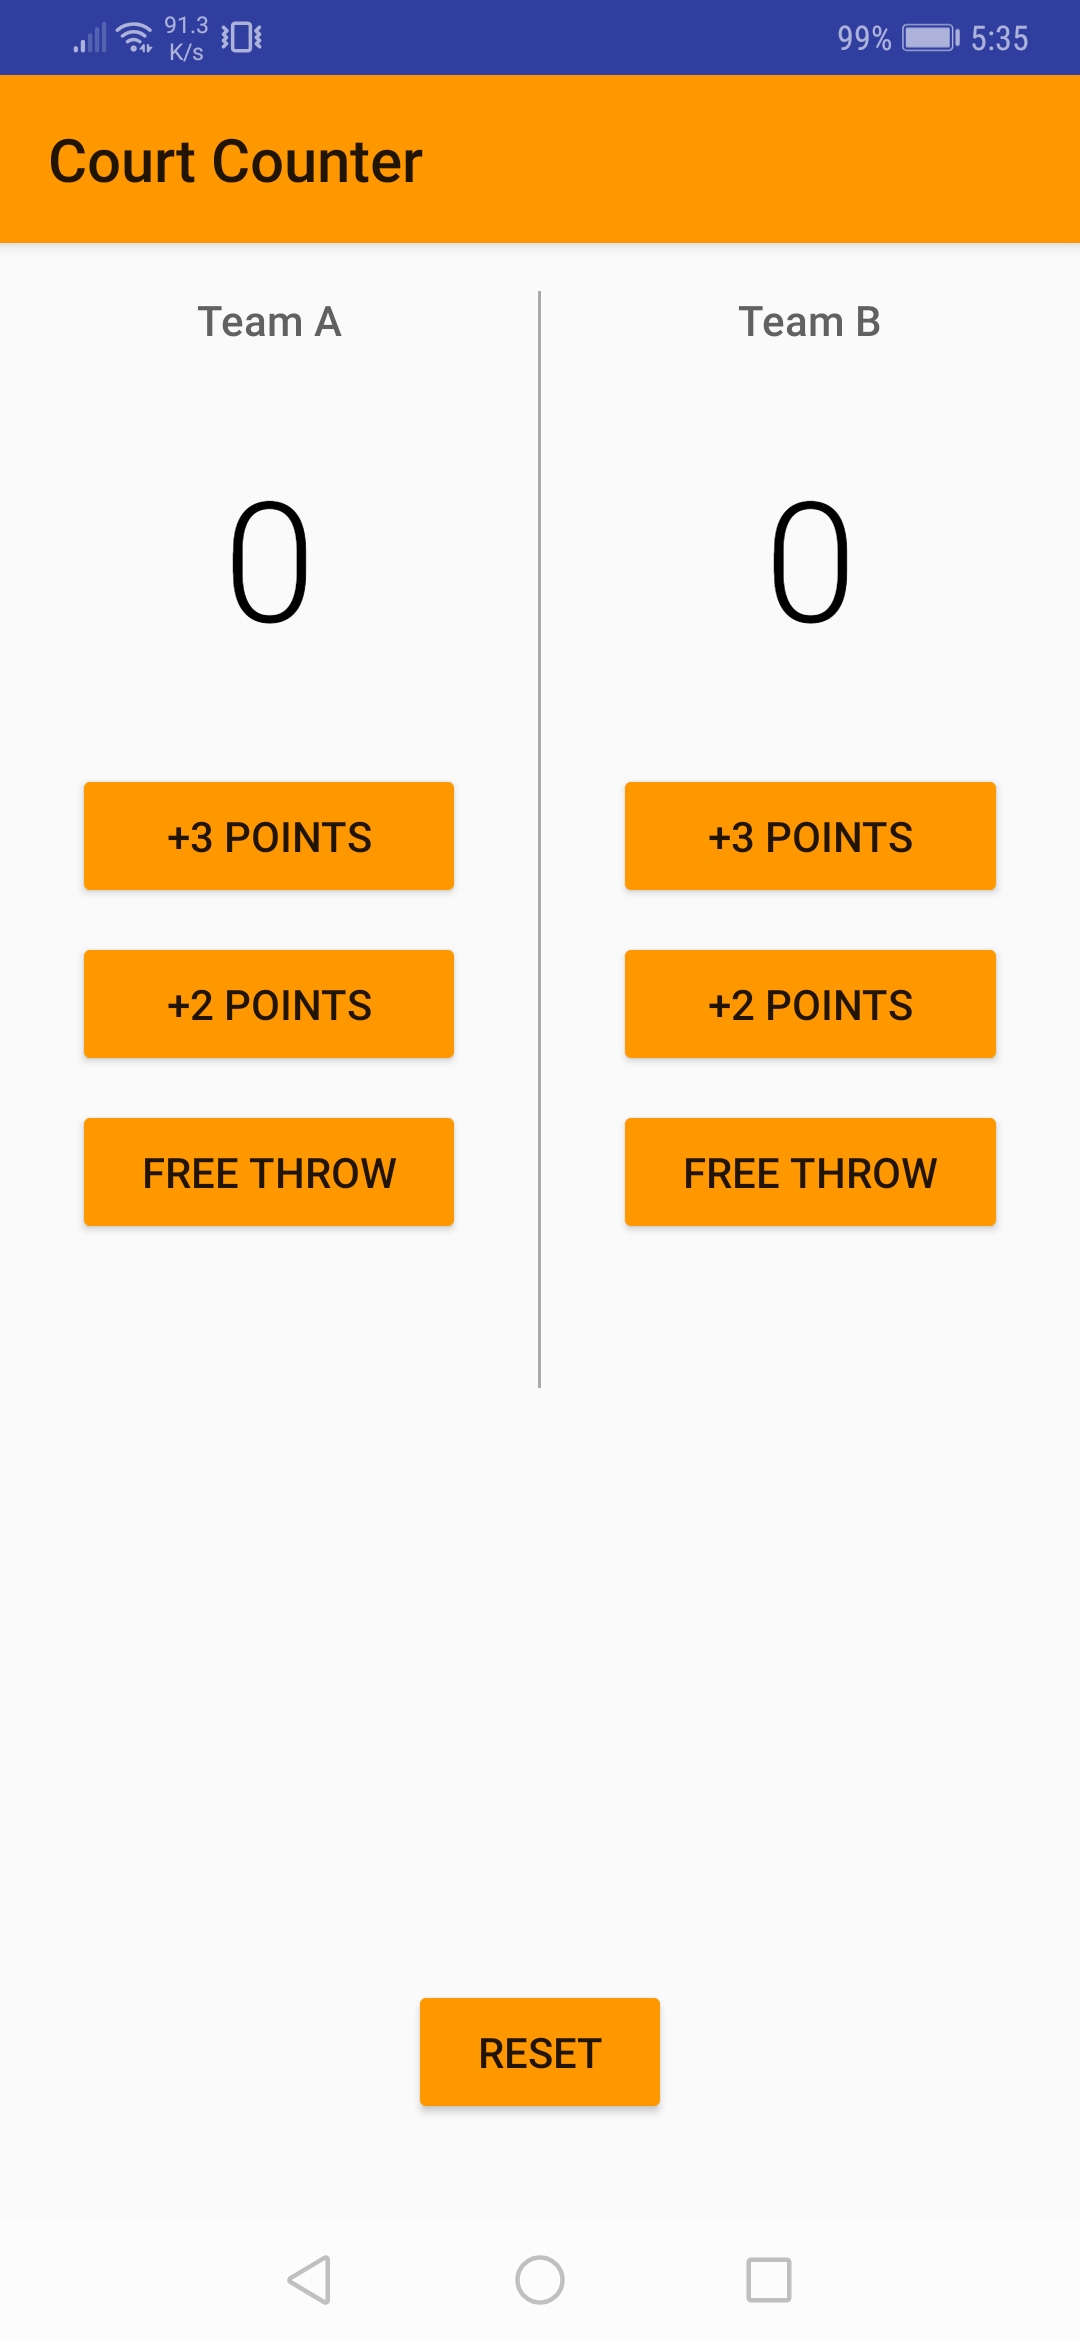 91.3
K/s
99% 5:35
Court Counter
Team A
Team B
0
0
+3 POINTS
+3 POINTS
+2 POINTS
+2 POINTS
FREE THROW
FREE THROW
RESET